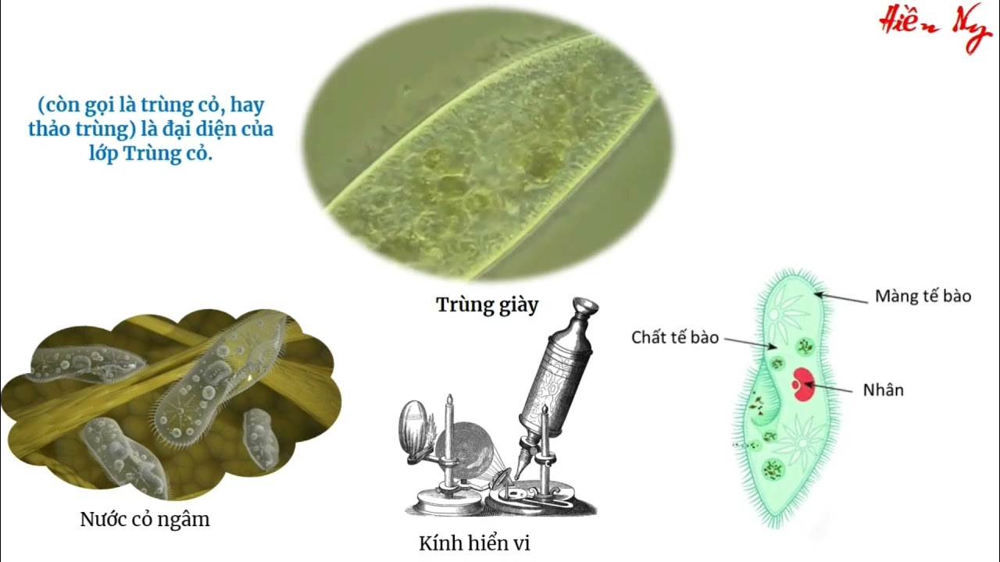 Hiền Ny
(còn gọi là trùng cỏ, hay
thảo trùng) là đại diện của
lớp Trùng cỏ.
Trùng giày
Màng tế bào
Chất tế bào
Nhân
Nước cỏ ngâm
Kính hiển vi